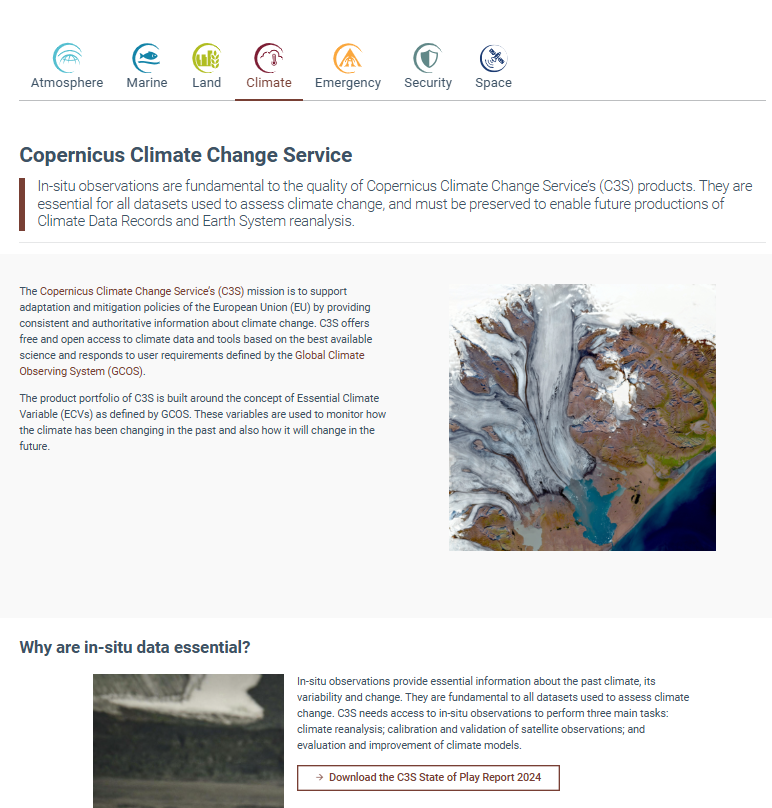 Atmosphere Marine Land Climate Emergency Security Space
Copernicus Climate Change Service
In-situ observations are fundamental to the quality of Copernicus Climate Change Service's (C3S) products. They are
essential for all datasets used to assess climate change, and must be preserved to enable future productions of
Climate Data Records and Earth System reanalysis.
The Copernicus Climate Change Service's (C3S) mission is to support
adaptation and mitigation policies of the European Union (EU) by providing
consistent and authoritative information about climate change. C3S offers
free and open access to climate data and tools based on the best available
science and responds to user requirements defined by the Global Climate
Observing System (GCOS).
The product portfolio of C3S is built around the concept of Essential Climate
Variable (ECVs) as defined by GCOS. These variables are used to monitor how
the climate has been changing in the past and also how it will change in the
future.
Why are in-situ data essential?
In-situ observations provide essential information about the past climate, its
variability and change. They are fundamental to all datasets used to assess climate
change. C3S needs access to in-situ observations to perform three main tasks:
climate reanalysis; calibration and validation of satellite observations; and
evaluation and improvement of climate models.
→ Download the C3S State of Play Report 2024